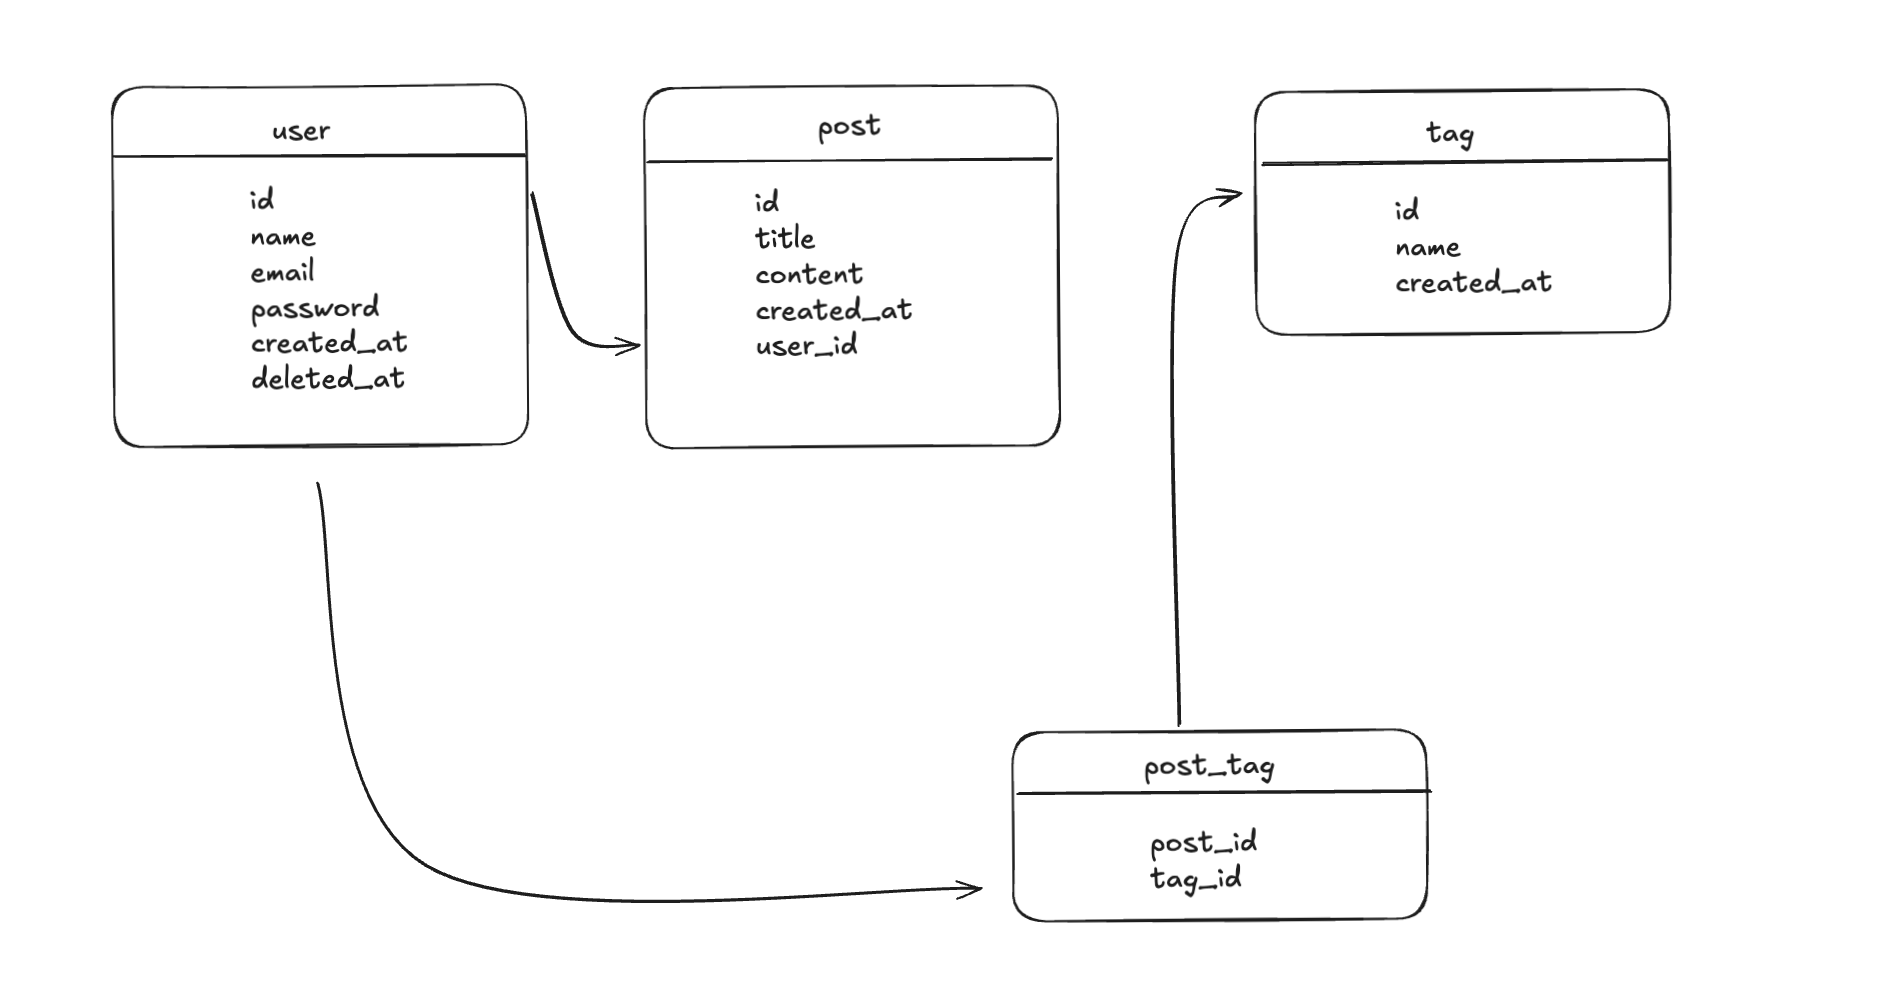 user
id
name
email
password
created_at
deleted_at
post
id
title
content
created_at
user_id
tag
id
name
created_at
post_tag
post_id
tag_id